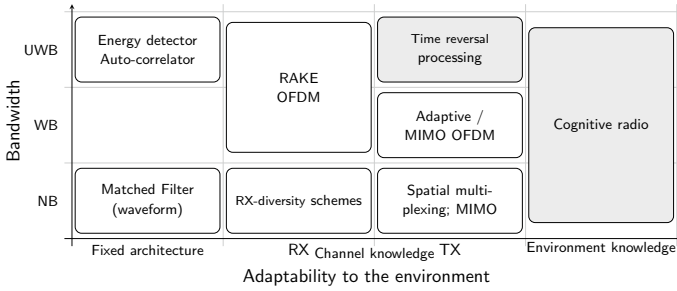 Bandwidth
UWB
Energy detector
Auto-correlator
RAKE
OFDM
Time reversal
processing
Cognitive radio
WB
Adaptive /
MIMO OFDM
NB
Matched Filter
(waveform)
RX-diversity schemes
Spatial multi-
plexing; MIMO
Fixed architecture
RX Channel knowledge TX
Environment knowledge
Adaptability to the environment